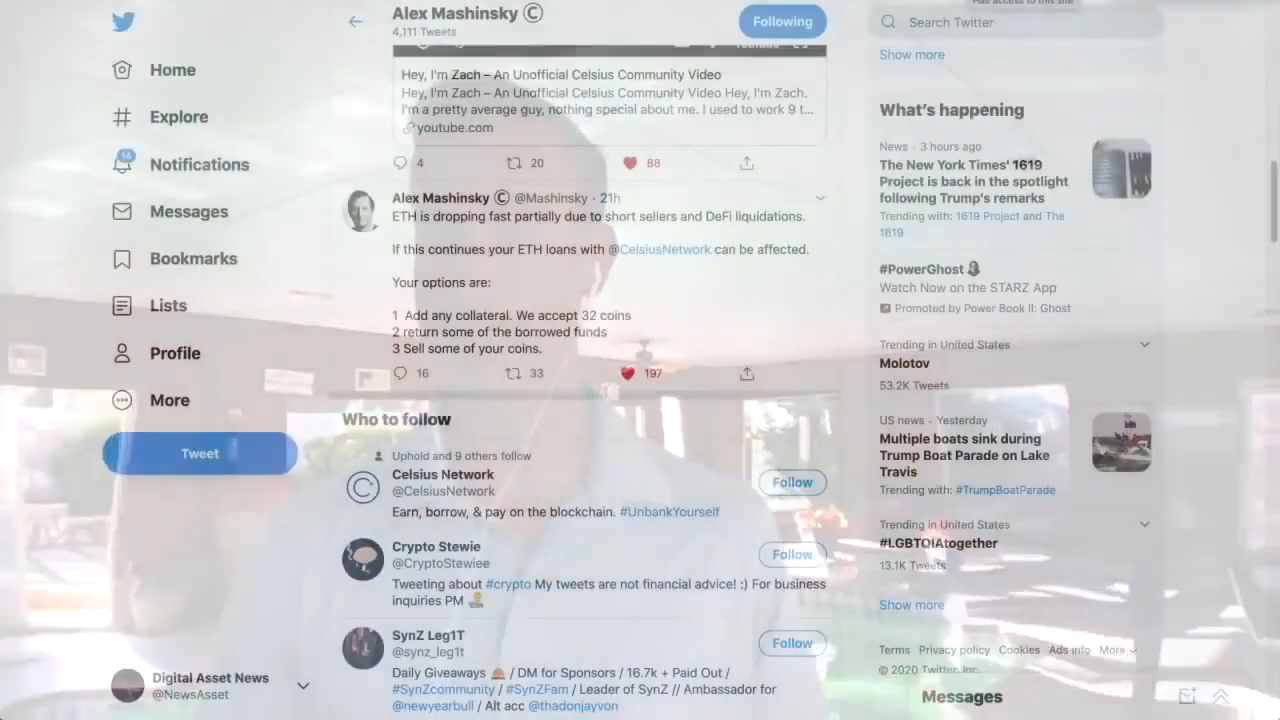 Has access to this site
Alex Mashinsky Ⓒ
4,111 Tweets
Following
Search Twitter
Home
Explore
14
Notifications
Messages
Bookmarks
Lists
Profile
More
Tweet
Digital Asset News
@NewsAsset
Hey, I'm Zach – An Unofficial Celsius Community Video
Hey, I'm Zach – An Unofficial Celsius Community Video Hey, I'm Zach.
I'm a pretty average guy, nothing special about me. I used to work 9 t...
youtube.com
4 20 88
Alex Mashinsky Ⓒ @Mashinsky · 21h
ETH is dropping fast partially due to short sellers and DeFi liquidations.
If this continues your ETH loans with @CelsiusNetwork can be affected.
Your options are:
1 Add any collateral. We accept 32 coins
2 return some of the borrowed funds
3 Sell some of your coins.
16 33 197
Who to follow
Uphold and 9 others follow
Celsius Network
@CelsiusNetwork
Follow
Earn, borrow, & pay on the blockchain. #UnbankYourself
Crypto Stewie
@CryptoStewiee
Follow
Tweeting about #crypto My tweets are not financial advice! :) For business
inquiries PM
SynZ Leg1T
@synz_leg1t
Follow
Daily Giveaways / DM for Sponsors / 16.7k + Paid Out /
#SynZcommunity / #SynZFam / Leader of SynZ // Ambassador for
@newyearbull / Alt acc @thadonjayvon
Show more
What's happening
News · 3 hours ago
The New York Times' 1619
Project is back in the spotlight
following Trump's remarks
Trending with: 1619 Project and The
1619
#PowerGhost
Watch Now on the STARZ App
Promoted by Power Book II: Ghost
Trending in United States
Molotov
53.2K Tweets
US news · Yesterday
Multiple boats sink during
Trump Boat Parade on Lake
Travis
Trending with: #TrumpBoatParade
Trending in United States
#LGBTQIAtogether
13.1K Tweets
Show more
Terms Privacy policy Cookies Ads info More
© 2020 Twitter, Inc.
Messages